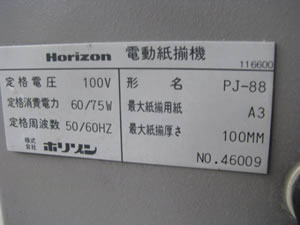 Horizon 電動紙揃機
116600
定格電圧 100V
定格消費電力 60/75W
定格周波数 50/60HZ
株式会社 ホリゾン
形名 PJ-88
最大紙揃用紙 A3
最大紙揃厚さ 100MM
NO.46009